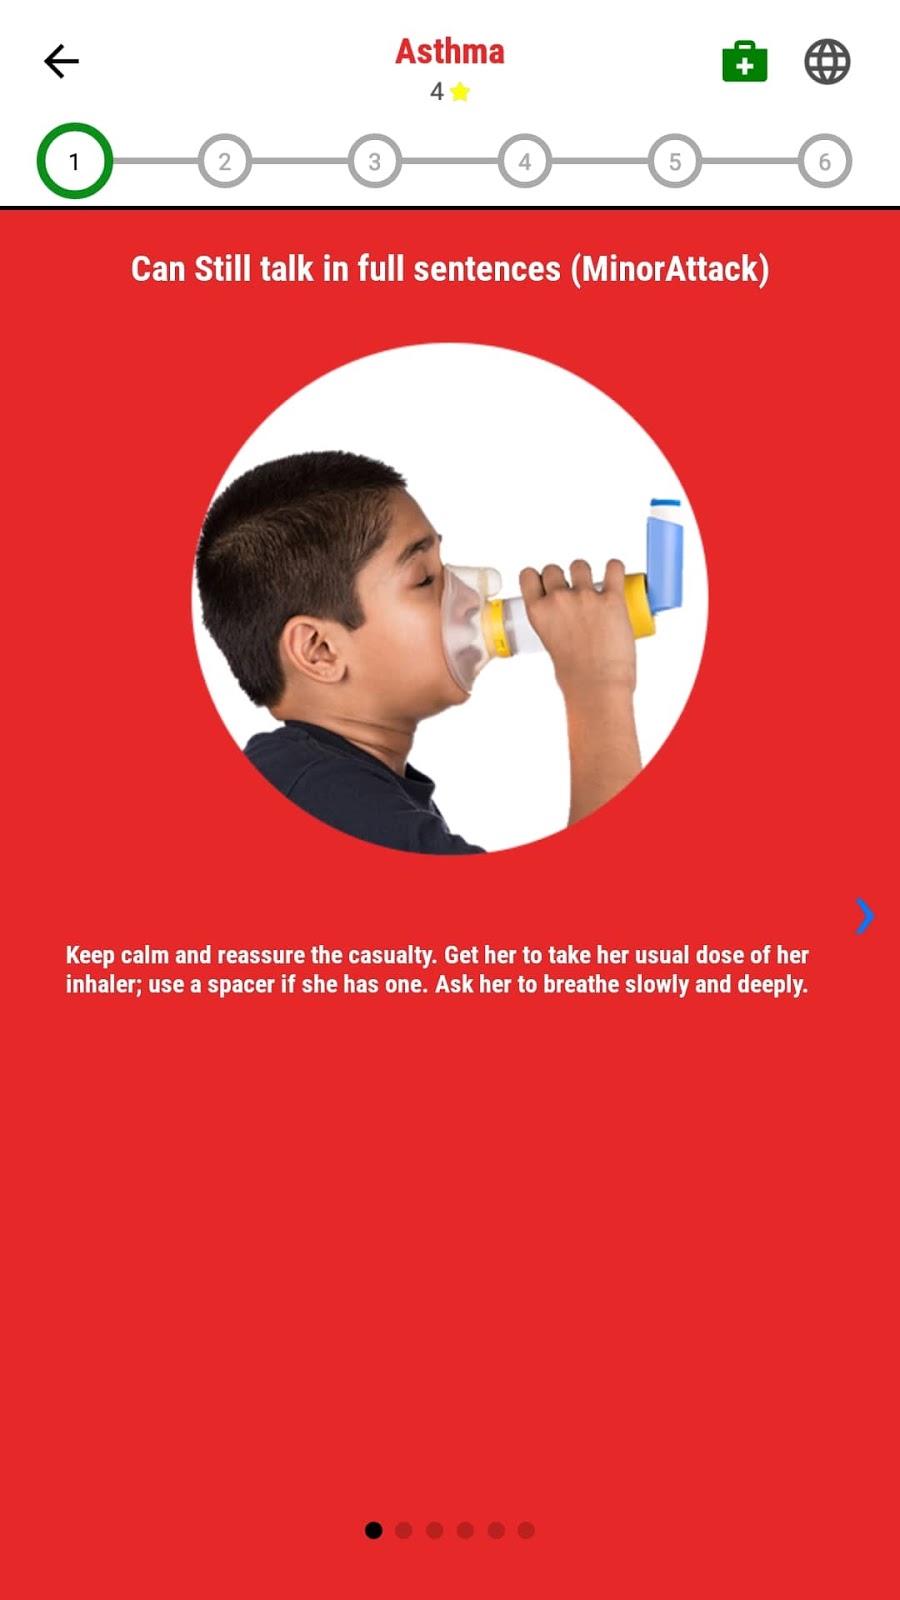 Asthma
4
1 2 3 4 5 6
Can Still talk in full sentences (MinorAttack)
Keep calm and reassure the casualty. Get her to take her usual dose of her
inhaler; use a spacer if she has one. Ask her to breathe slowly and deeply.